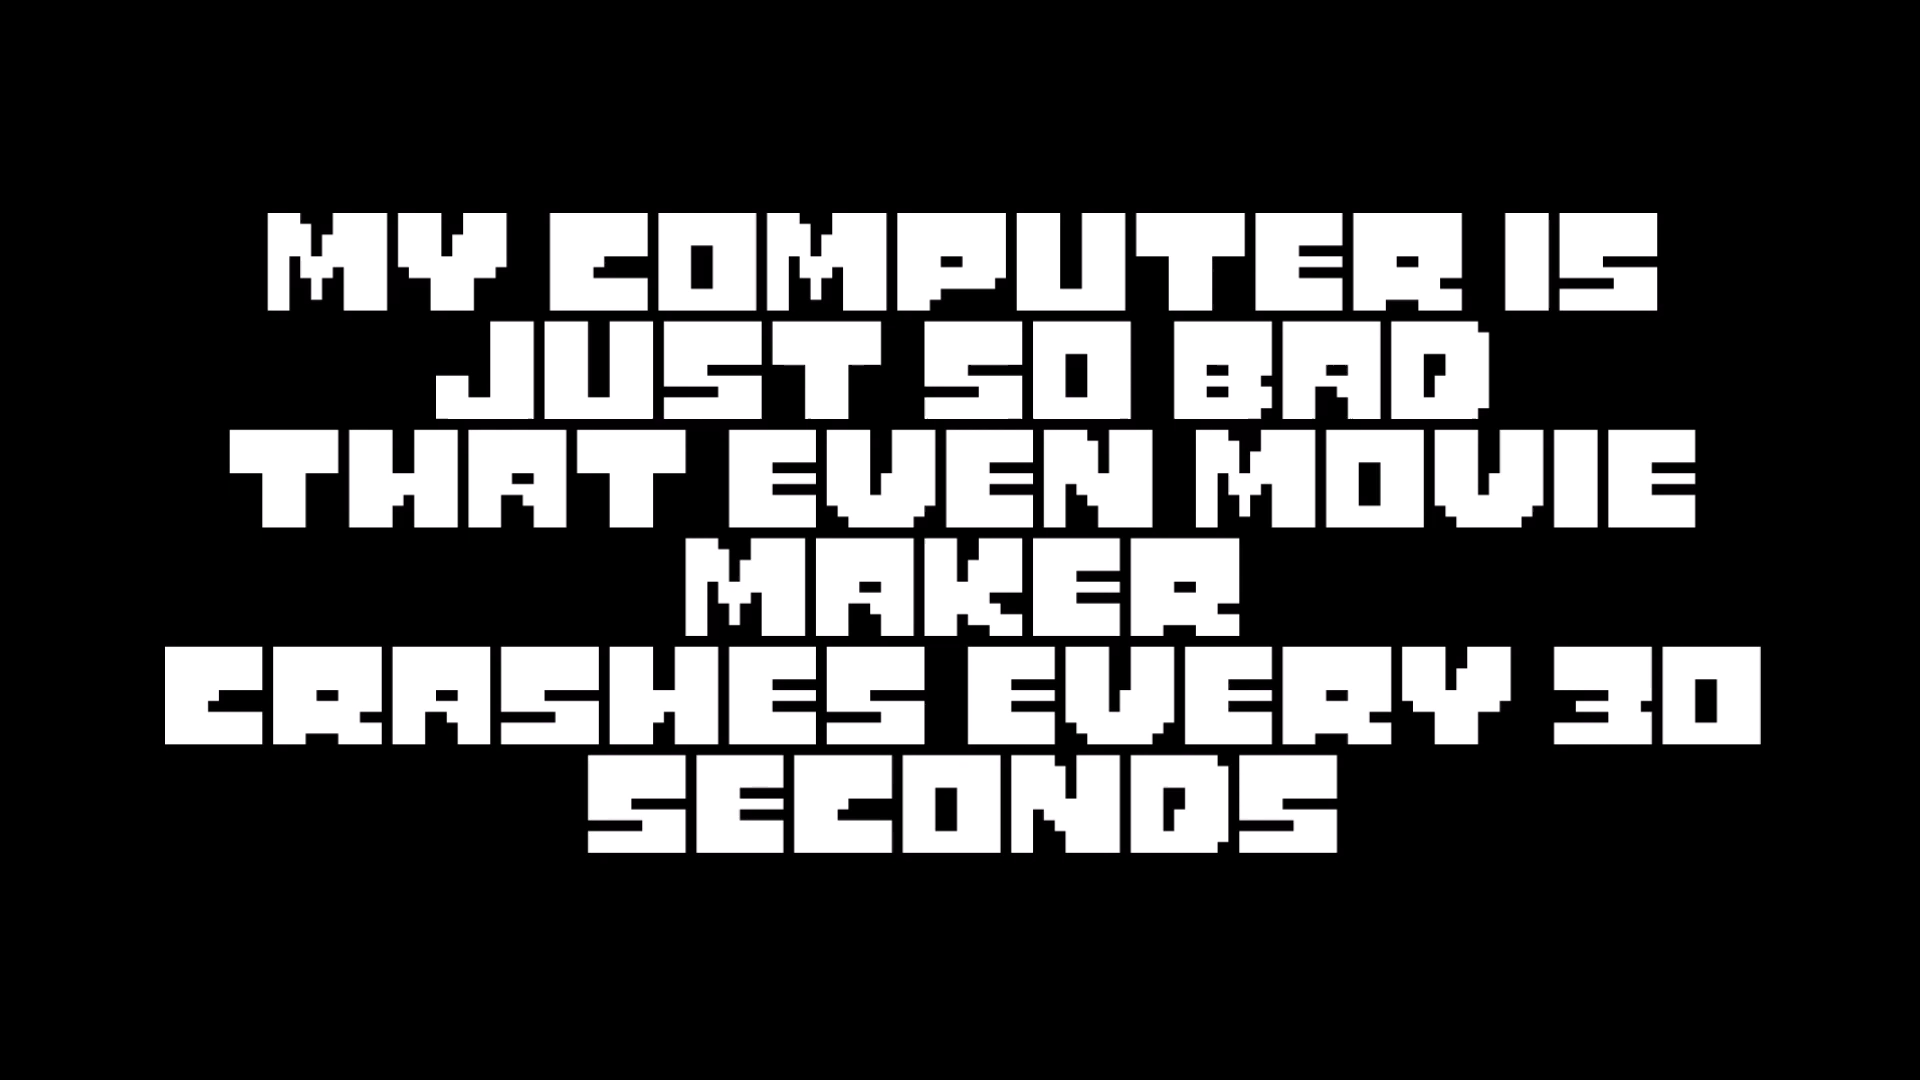 MY COMPUTER IS
JUST SO BAD
THAT EVEN MOVIE
MAKER
CRASHES EVERY 30
SECONDS